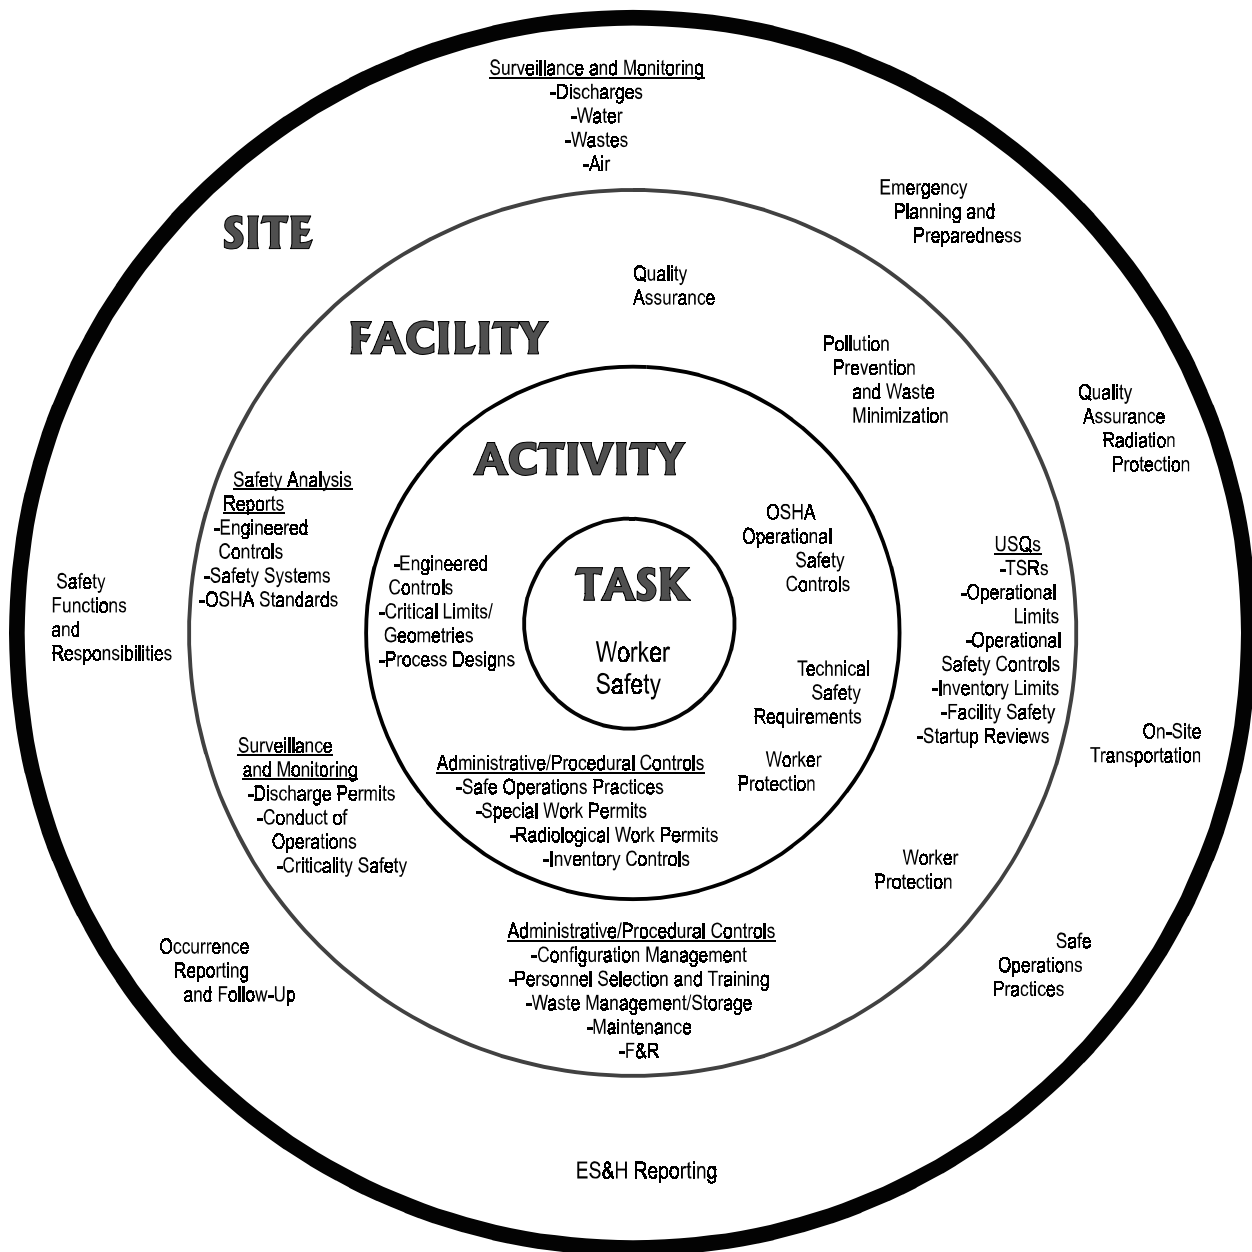 Surveillance and Monitoring
-Discharges
-Water
-Wastes
-Air
SITE
Emergency
Planning and
Preparedness
Quality
Assurance
Radiation
Protection
On-Site
Transportation
Safe
Operations
Practices
ES&H Reporting
Occurrence
Reporting
and Follow-Up
Safety
Functions
and
Responsibilities
FACILITY
Quality
Assurance
Pollution
Prevention
and Waste
Minimization
USQs
-TSRs
-Operational
Limits
-Operational
Safety Controls
-Inventory Limits
-Facility Safety
-Startup Reviews
Worker
Protection
Administrative/Procedural Controls
-Configuration Management
-Personnel Selection and Training
-Waste Management/Storage
-Maintenance
-F&R
Surveillance
and Monitoring
-Discharge Permits
-Conduct of
Operations
-Criticality Safety
Safety Analysis
Reports
-Engineered
Controls
-Safety Systems
-OSHA Standards
ACTIVITY
OSHA
Operational
Safety
Controls
Technical
Safety
Requirements
Worker
Protection
Administrative/Procedural Controls
-Safe Operations Practices
-Special Work Permits
-Radiological Work Permits
-Inventory Controls
-Engineered
Controls
-Critical Limits/
Geometries
-Process Designs
TASK
Worker
Safety